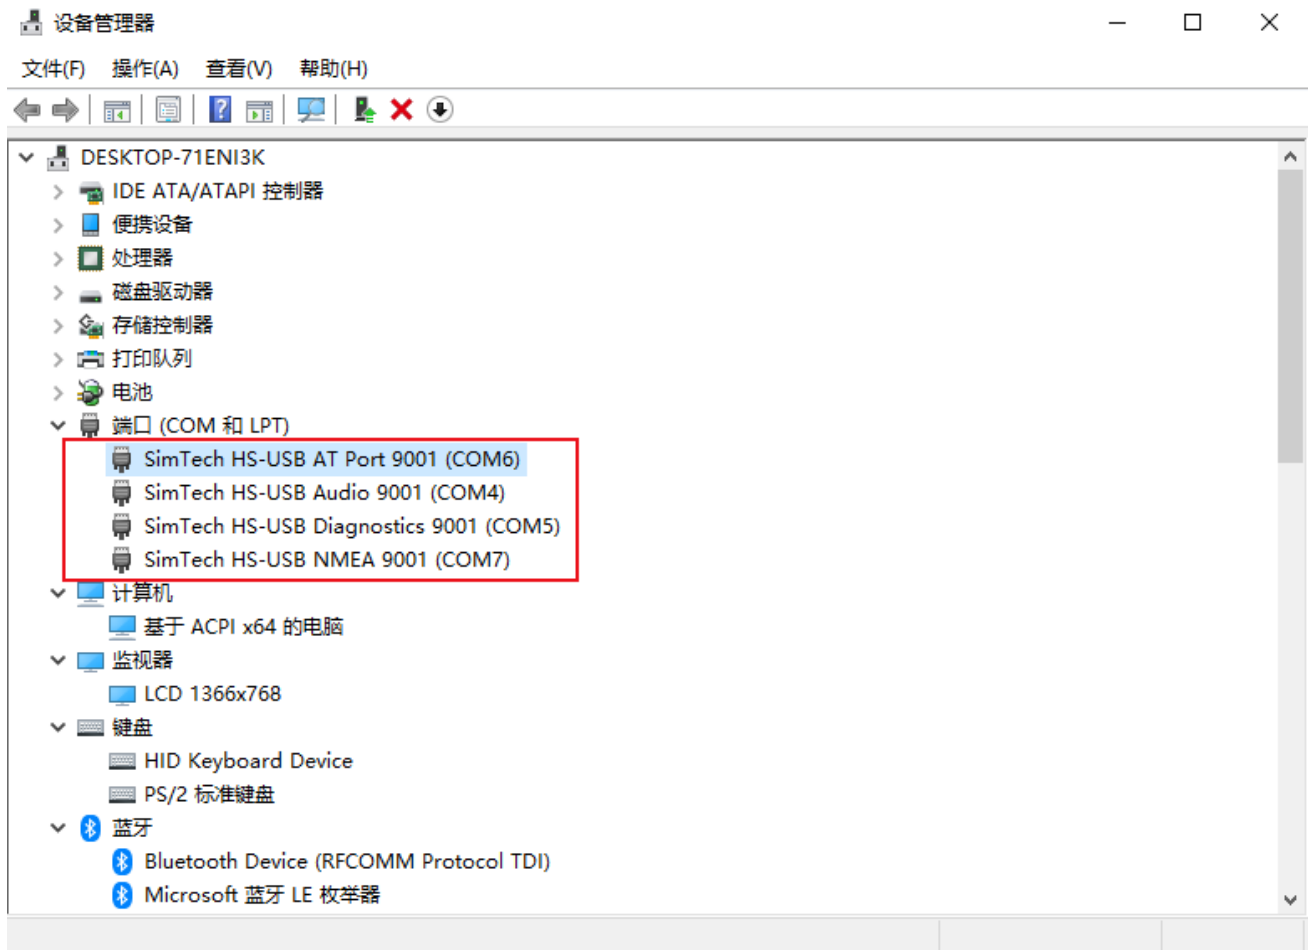 设备管理器
文件(F) 操作(A) 查看(V) 帮助(H)
DESKTOP-71ENI3K
IDE ATA/ATAPI 控制器
便携设备
处理器
磁盘驱动器
存储控制器
打印队列
电池
端口 (COM 和 LPT)
SimTech HS-USB AT Port 9001 (COM6)
SimTech HS-USB Audio 9001 (COM4)
SimTech HS-USB Diagnostics 9001 (COM5)
SimTech HS-USB NMEA 9001 (COM7)
计算机
基于 ACPI x64 的电脑
监视器
LCD 1366x768
键盘
HID Keyboard Device
PS/2 标准键盘
蓝牙
Bluetooth Device (RFCOMM Protocol TDI)
Microsoft 蓝牙 LE 枚举器